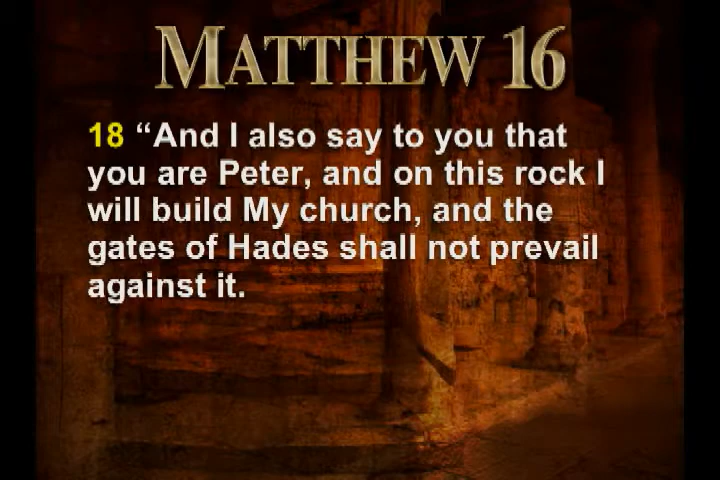 MATTHEW 16
18 “And I also say to you that
you are Peter, and on this rock I
will build My church, and the
gates of Hades shall not prevail
against it.